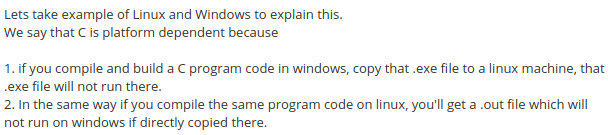 Lets take example of Linux and Windows to explain this.
We say that C is platform dependent because
1. if you compile and build a C program code in windows, copy that .exe file to a linux machine, that
.exe file will not run there.
2. In the same way if you compile the same program code on linux, you'll get a .out file which will
not run on windows if directly copied there.